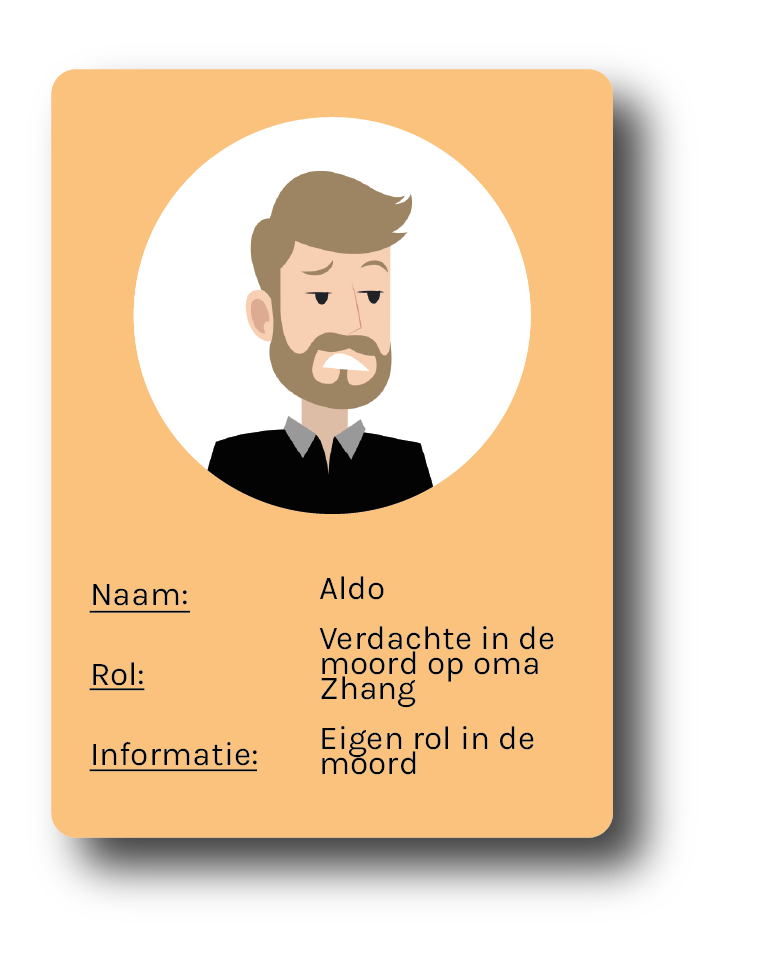 Naam:
Aldo
Rol:
Verdachte in de
moord op oma
Zhang
Informatie:
Eigen rol in de
moord